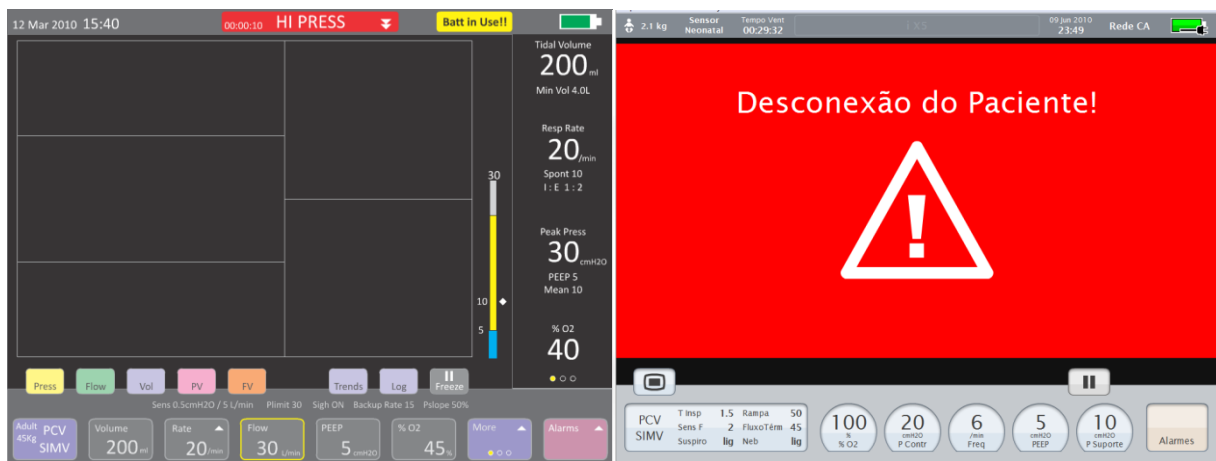 12 Mar 2010 15:40
00:00:10 HI PRESS
Batt in Use!!
Tidal Volume
200 ml
Min Vol 4.0L
Resp Rate
20 /min
Spont 10
I : E 1 : 2
30
Peak Press
30 cmH2O
PEEP 5
Mean 10
10
5
% O2
40
Press Flow Vol PV FV Trends Log Freeze
Sens 0.5cmH2O / 5 L/min Plimit 30 Sigh ON Backup Rate 15 Pslope 50%
Adult PCV
45Kg SIMV
Volume
200 ml
Rate
20 /min
Flow
30 L/min
PEEP
5 cmH2O
% O2
45 %
More
Alarms
2.1 kg
Sensor
Neonatal
Tempo Vent
00:29:32
i X5
09 Jun 2010
23:49
Rede CA
Desconexão do Paciente!
!
PCV
SIMV
T Insp 1.5 Rampa 50
Sens F 2 FluxoTérm 45
Suspiro lig Neb lig
100
%
% O2
20
cmH2O
P Contr
6
/min
Freq
5
cmH2O
PEEP
10
cmH2O
P Suporte
Alarmes